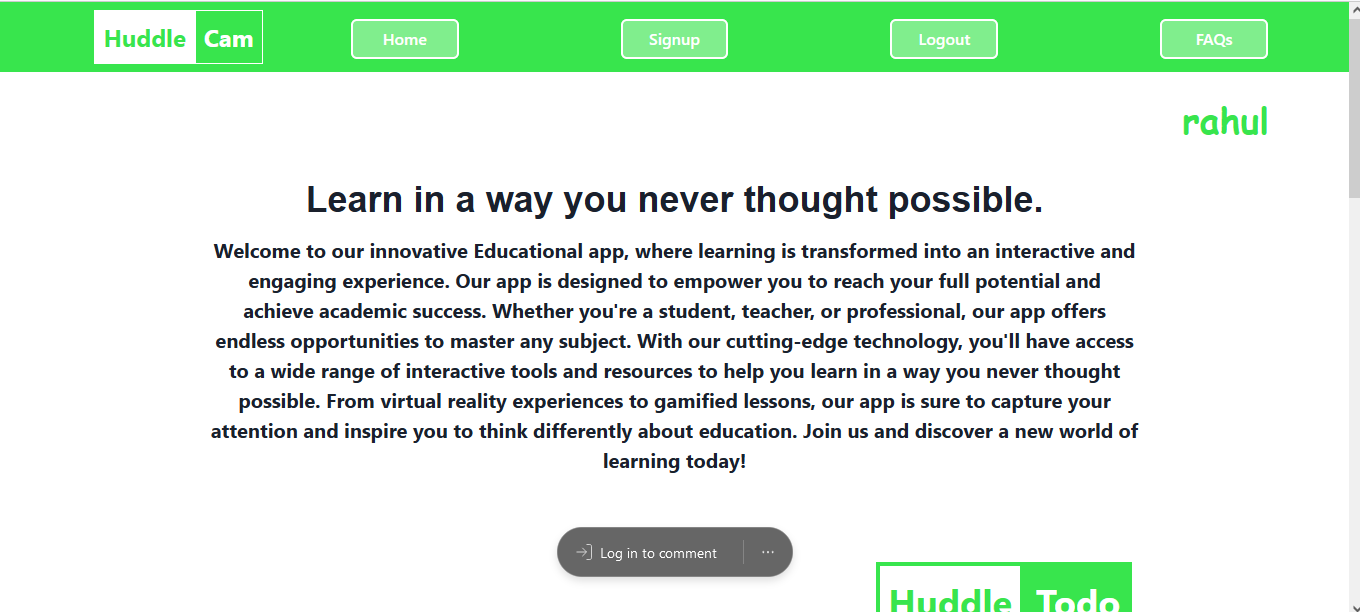 Huddle Cam Home Signup Logout FAQs
rahul
Learn in a way you never thought possible.
Welcome to our innovative Educational app, where learning is transformed into an interactive and
engaging experience. Our app is designed to empower you to reach your full potential and
achieve academic success. Whether you're a student, teacher, or professional, our app offers
endless opportunities to master any subject. With our cutting-edge technology, you'll have access
to a wide range of interactive tools and resources to help you learn in a way you never thought
possible. From virtual reality experiences to gamified lessons, our app is sure to capture your
attention and inspire you to think differently about education. Join us and discover a new world of
learning today!
Log in to comment ...
Huddle Todo